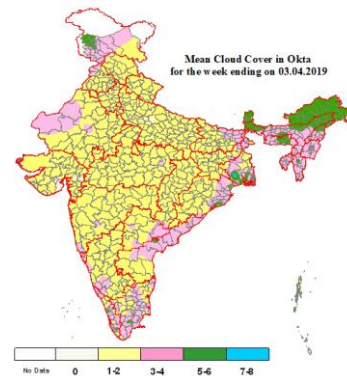 Mean Cloud Cover in Okta
for the week ending on 03.04.2019
No Data 0 1-2 3-4 5-6 7-8